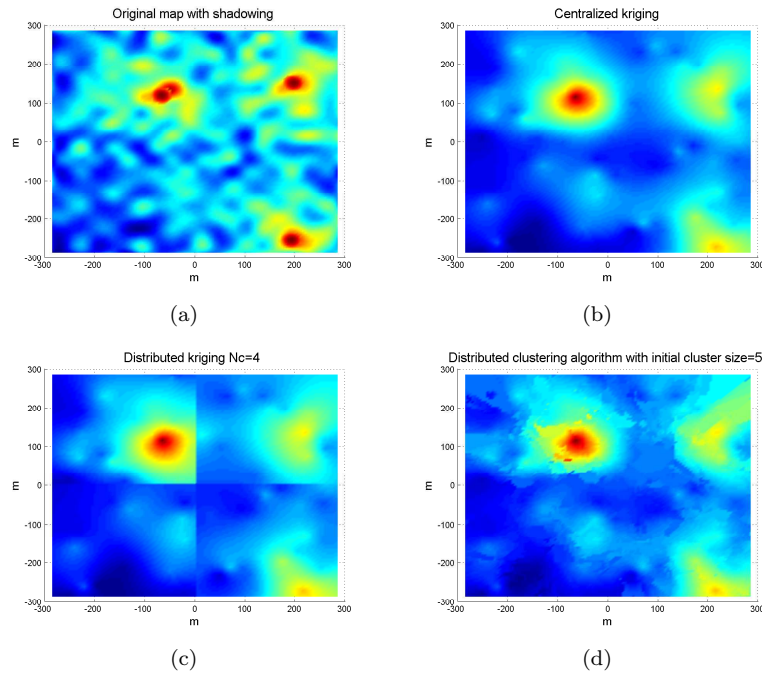 Original map with shadowing
300
200
100
0
-100
-200
-300
m
-300 -200 -100 0 100 200 300
m
(a)
Centralized kriging
300
200
100
0
-100
-200
-300
m
-300 -200 -100 0 100 200 300
m
(b)
Distributed kriging Nc=4
300
200
100
0
-100
-200
-300
m
-300 -200 -100 0 100 200 300
m
(c)
Distributed clustering algorithm with initial cluster size=5
300
200
100
0
-100
-200
-300
m
-300 -200 -100 0 100 200 300
m
(d)